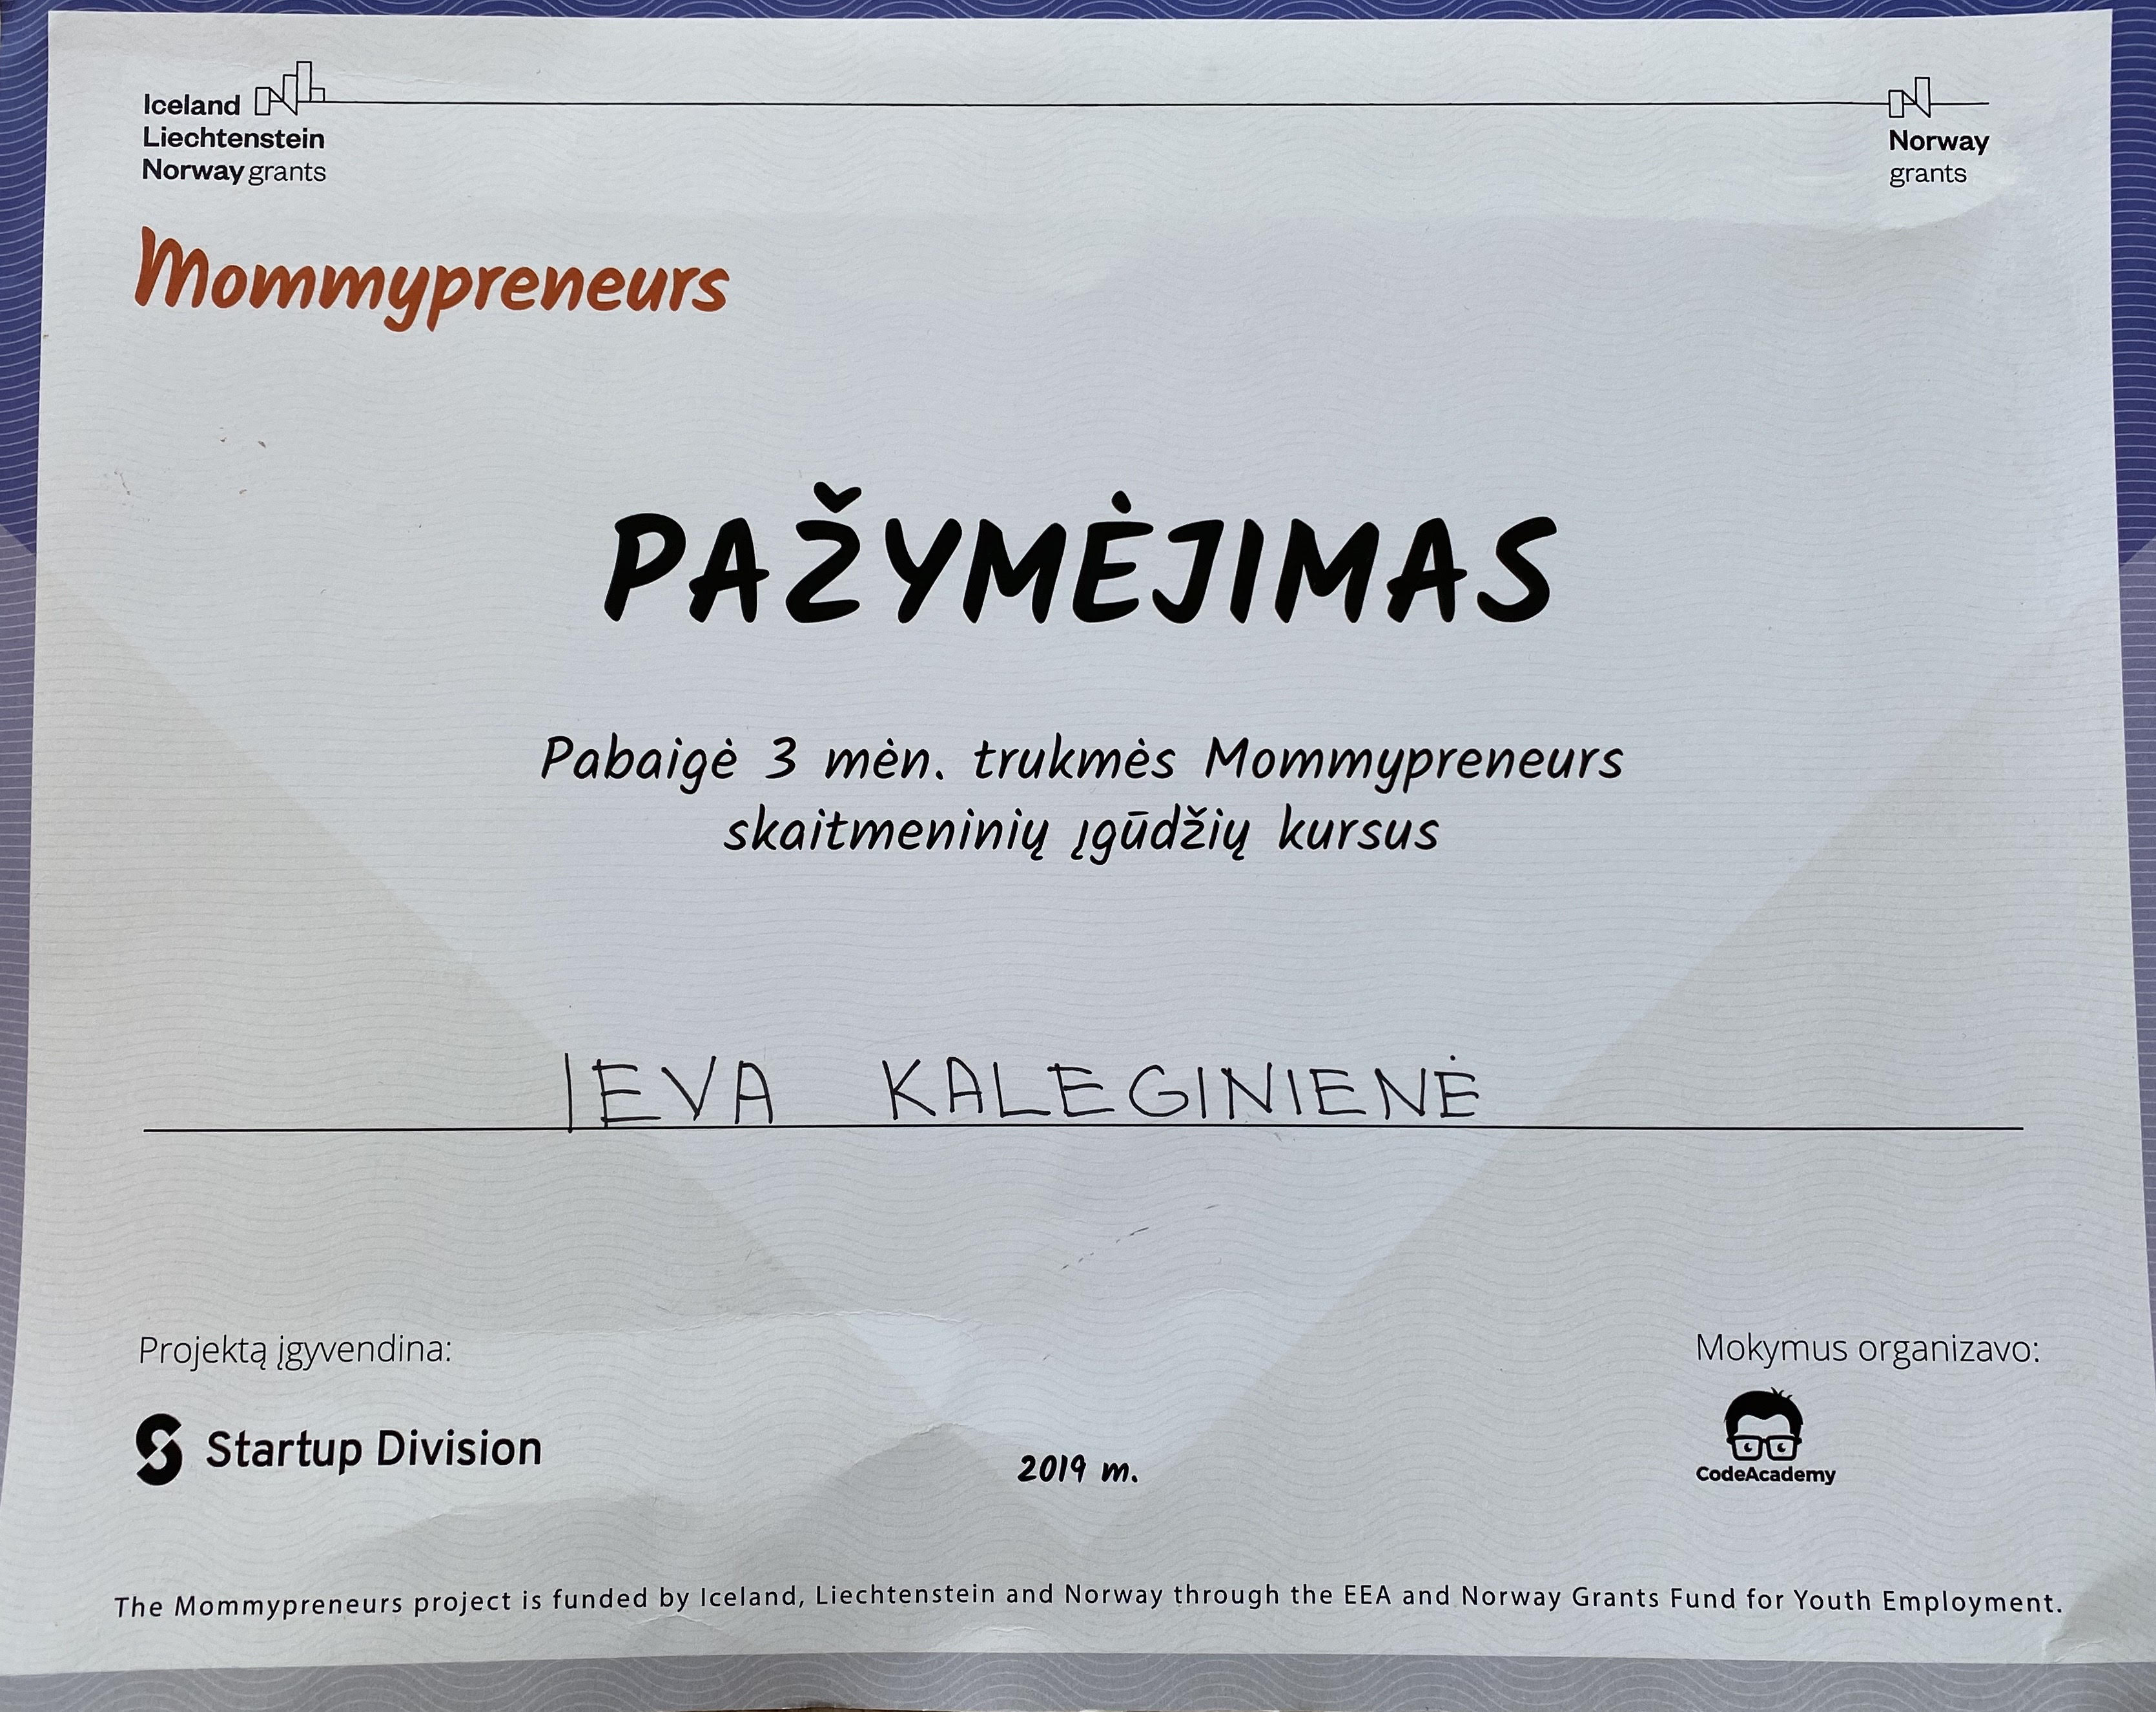 Iceland
Liechtenstein
Norway grants
Norway
grants
Mommypreneurs
PAŽYMĖJIMAS
Pabaigė 3 mėn. trukmės Mommypreneurs
skaitmeninių įgūdžių kursus
IEVA KALEGINIENĖ
Projektą įgyvendina:
Startup Division
2019 m.
Mokymus organizavo:
CodeAcademy
The Mommypreneurs project is funded by Iceland, Liechtenstein and Norway through the EEA and Norway Grants Fund for Youth Employment.